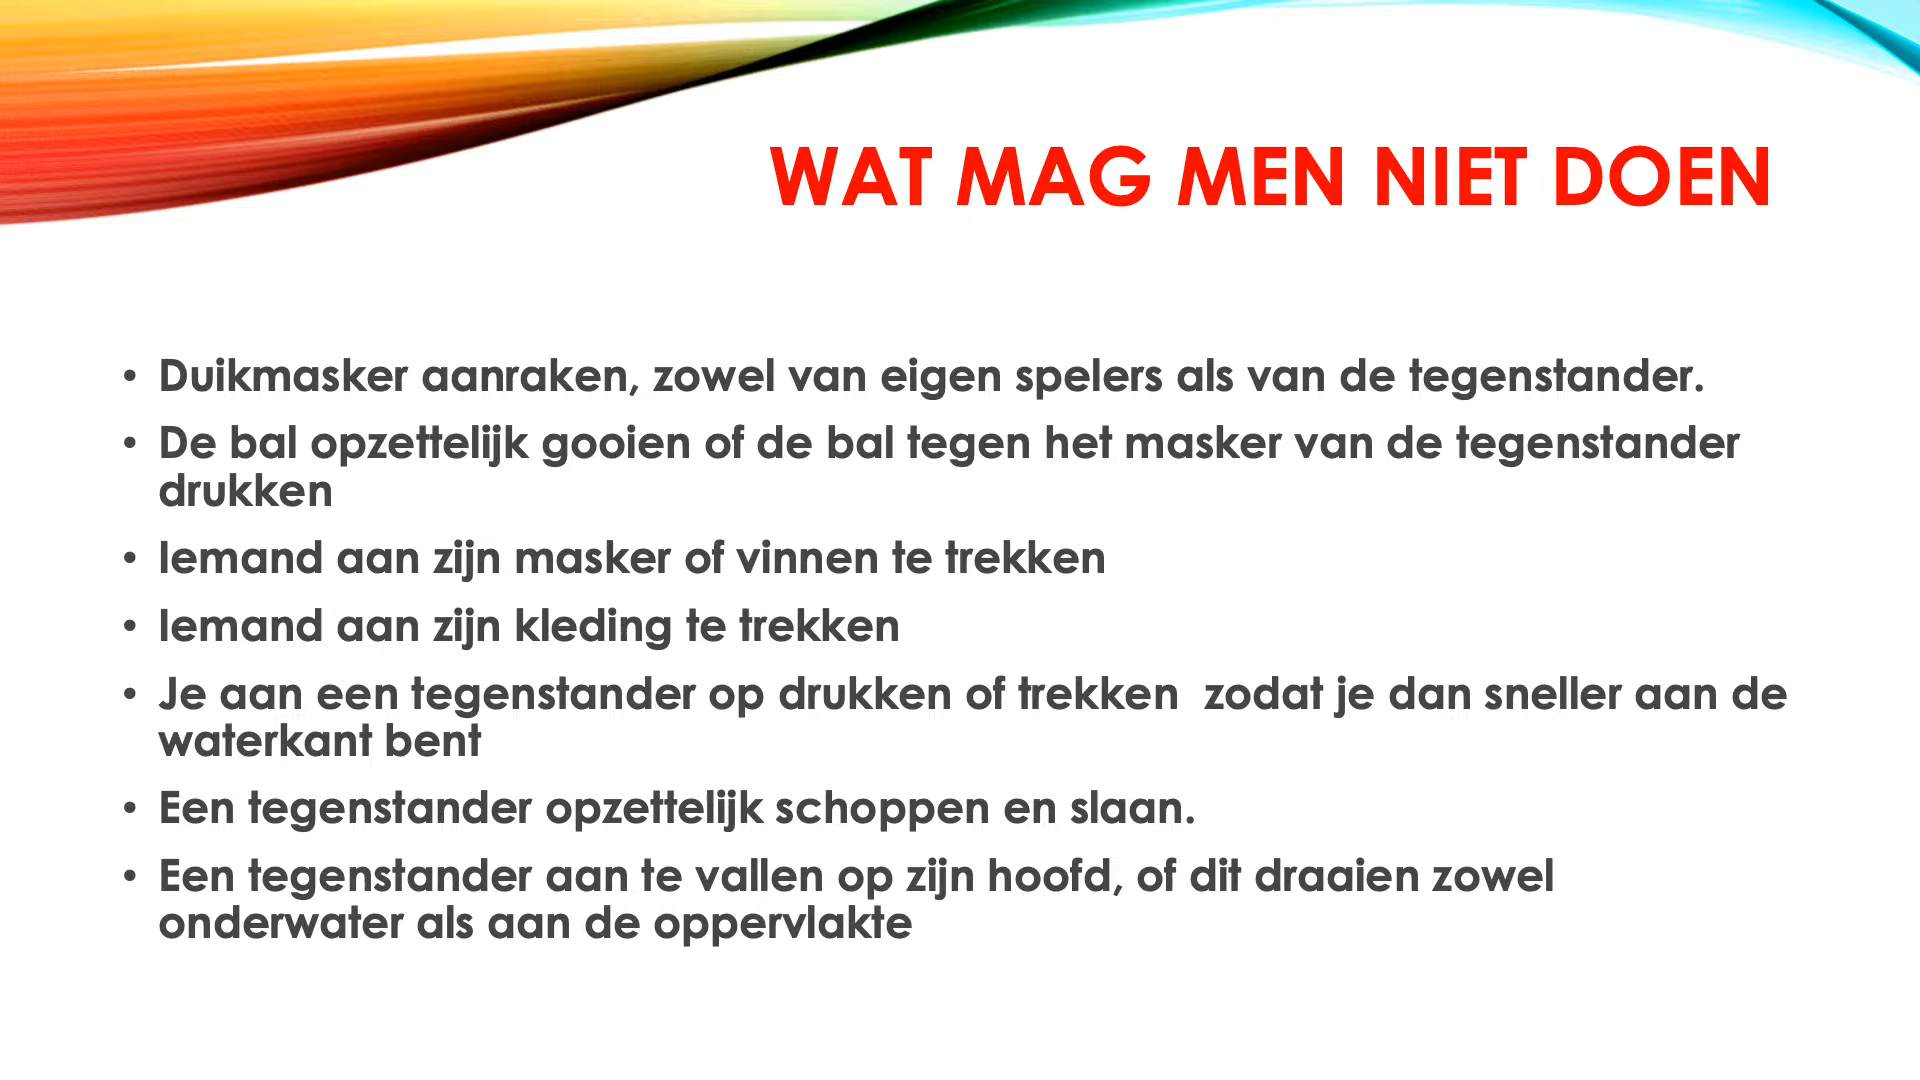 WAT MAG MEN NIET DOEN
• Duikmasker aanraken, zowel van eigen spelers als van de tegenstander.
• De bal opzettelijk gooien of de bal tegen het masker van de tegenstander
drukken
• Iemand aan zijn masker of vinnen te trekken
• Iemand aan zijn kleding te trekken
• Je aan een tegenstander op drukken of trekken  zodat je dan sneller aan de
waterkant bent
• Een tegenstander opzettelijk schoppen en slaan.
• Een tegenstander aan te vallen op zijn hoofd, of dit draaien zowel
onderwater als aan de oppervlakte